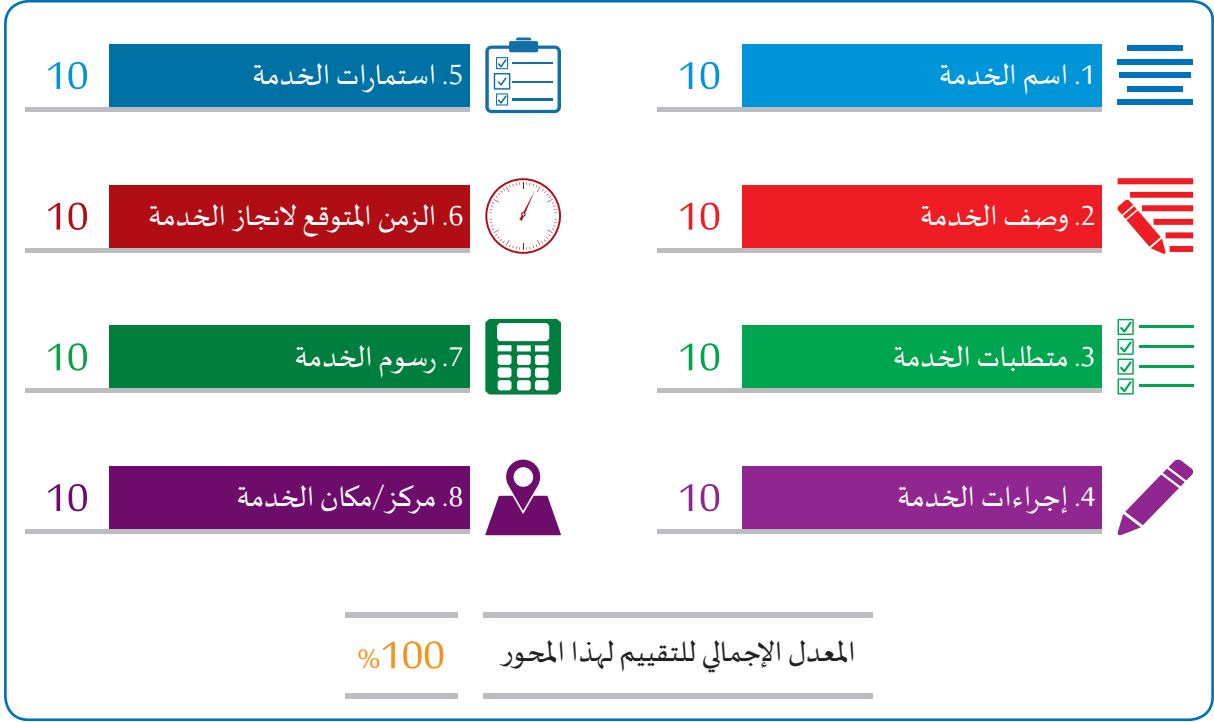 1. اسم الخدمة
10
2. وصف الخدمة
10
3. متطلبات الخدمة
10
4. إجراءات الخدمة
10
5. استمارات الخدمة
10
6. الزمن المتوقع لانجاز الخدمة
10
7. رسوم الخدمة
10
8. مركز/مكان الخدمة
10
المعدل الإجمالي للتقييم لهذا المحور
%100